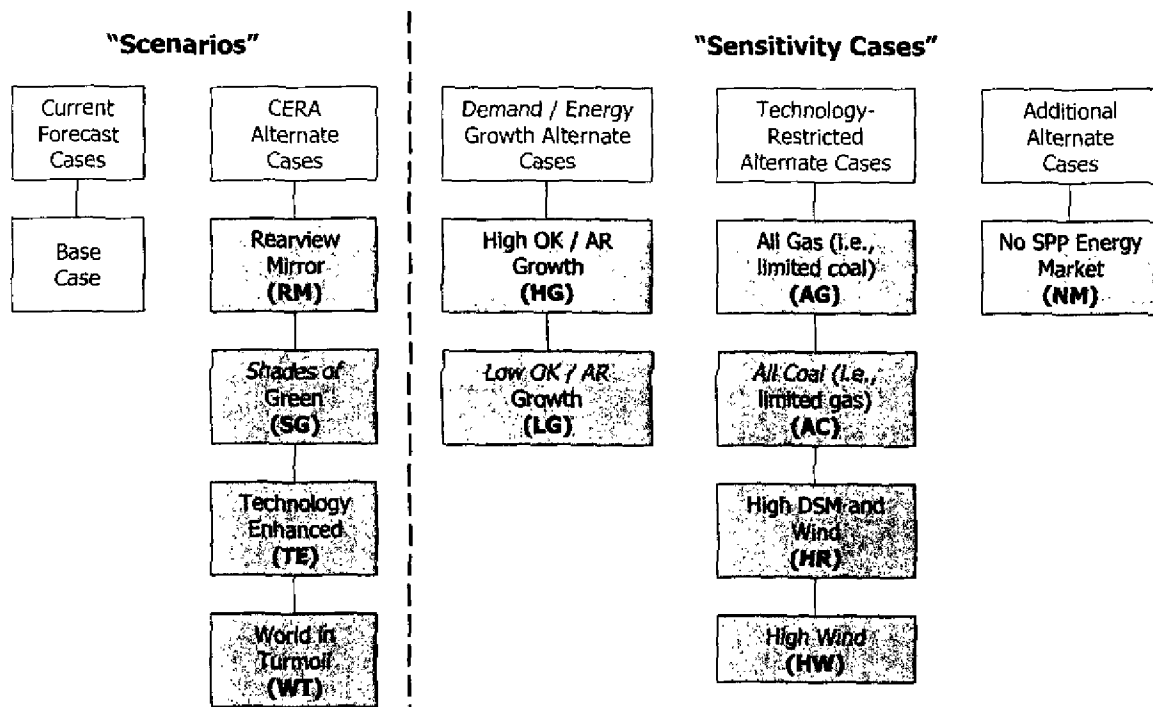 "Scenarios"
"Sensitivity Cases"
Current
Forecast
Cases
CERA
Alternate
Cases
Demand / Energy
Growth Alternate
Cases
Technology-
Restricted
Alternate Cases
Additional
Alternate
Cases
Base
Case
Rearview
Mirror
(RM)
High OK / AR
Growth
(HG)
All Gas (i.e.,
limited coal)
(AG)
No SPP Energy
Market
(NM)
Shades of
Green
(SG)
Low OK / AR
Growth
(LG)
All Coal (i.e.,
limited gas)
(AC)
Technology
Enhanced
(TE)
High DSM and
Wind
(HR)
World in
Turmoil
(WT)
High Wind
(HW)